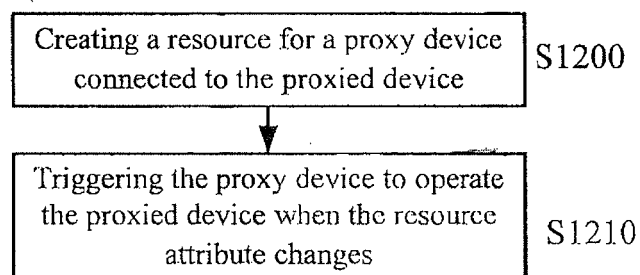 Creating a resource for a proxy device
connected to the proxied device
S1200
Triggering the proxy device to operate
the proxied device when the resource
attribute changes
S1210